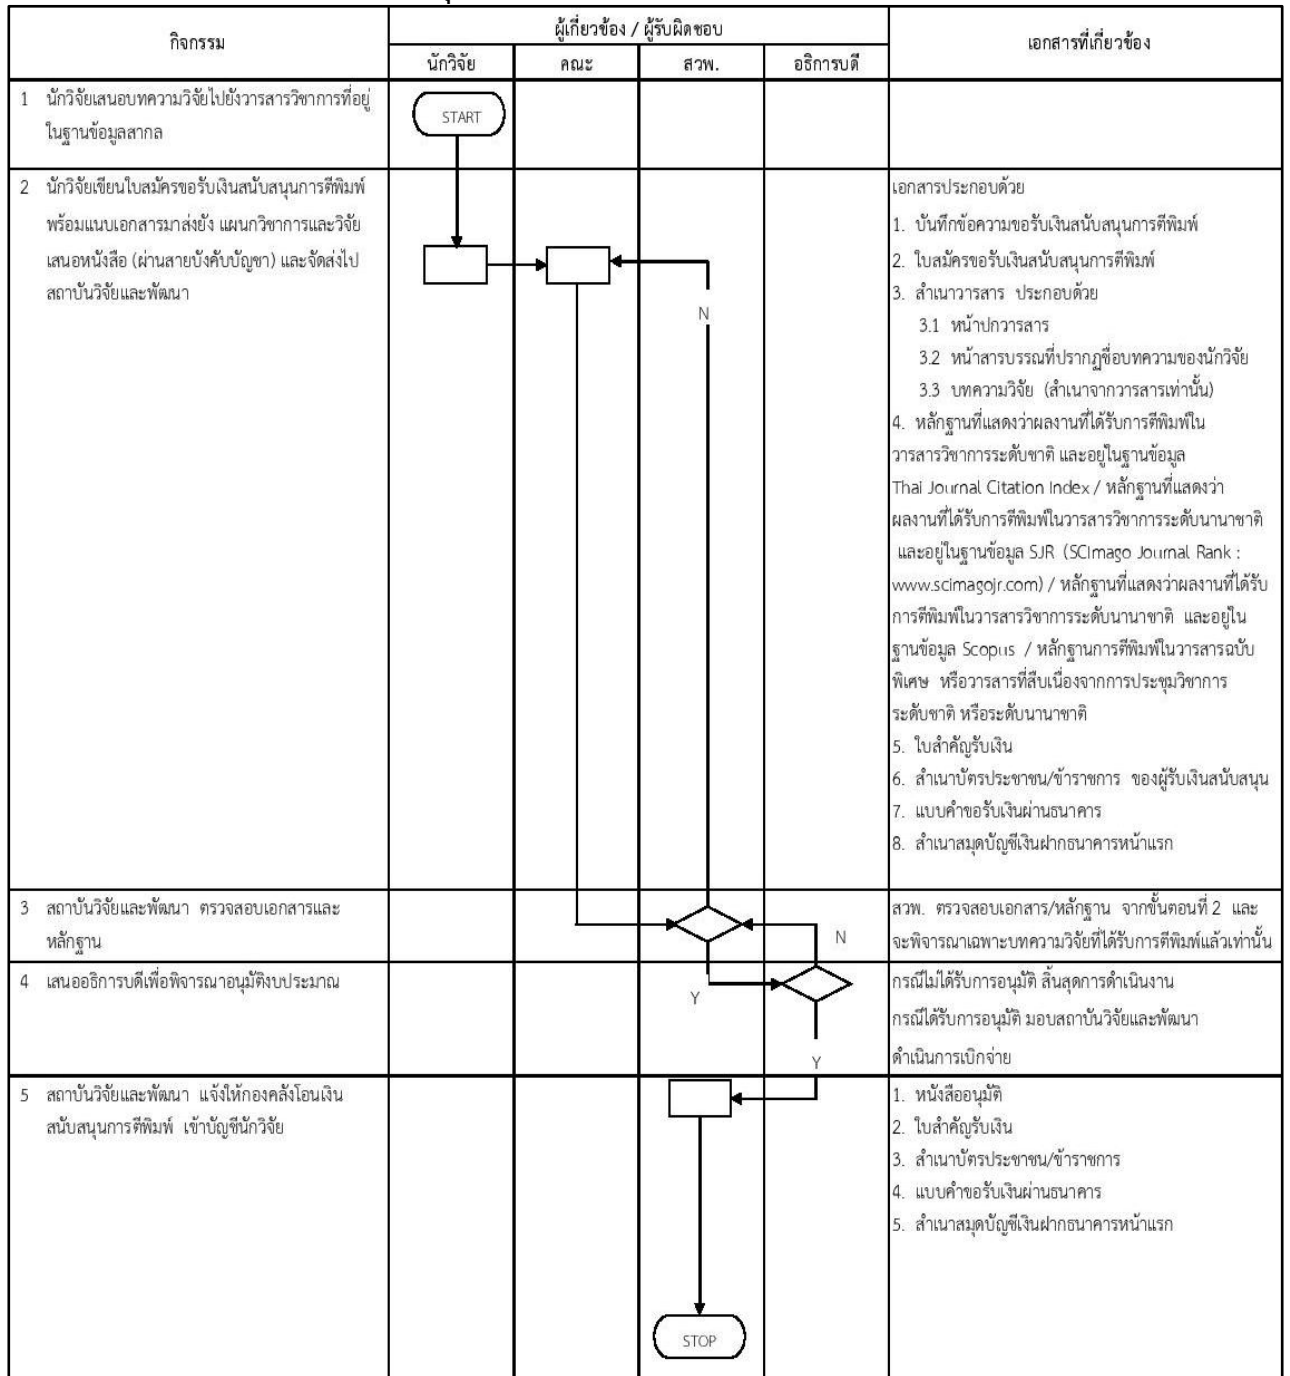 กิจกรรม
ผู้เกี่ยวข้อง / ผู้รับผิดชอบ
เอกสารที่เกี่ยวข้อง
นักวิจัย
คณะ
สวพ.
อธิการบดี
1 นักวิจัยเสนอบทความวิจัยไปยังวารสารวิชาการที่อยู่
ในฐานข้อมูลสากล
START
2 นักวิจัยเขียนใบสมัครขอรับเงินสนับสนุนการตีพิมพ์
พร้อมแนบเอกสารมาส่งยัง แผนกวิชาการและวิจัย
เสนอหนังสือ (ผ่านสายบังคับบัญชา) และจัดส่งไป
สถาบันวิจัยและพัฒนา
N
เอกสารประกอบด้วย
1. บันทึกข้อความขอรับเงินสนับสนุนการตีพิมพ์
2. ใบสมัครขอรับเงินสนับสนุนการตีพิมพ์
3. สำเนาวารสาร ประกอบด้วย
3.1 หน้าปกวารสาร
3.2 หน้าสารบรรณที่ปรากฏชื่อบทความของนักวิจัย
3.3 บทความวิจัย (สำเนาจากวารสารเท่านั้น)
4. หลักฐานที่แสดงว่าผลงานที่ได้รับการตีพิมพ์ใน
วารสารวิชาการระดับชาติ และอยู่ในฐานข้อมูล
Thai Journal Citation Index / หลักฐานที่แสดงว่า
ผลงานที่ได้รับการตีพิมพ์ในวารสารวิชาการระดับนานาชาติ
และอยู่ในฐานข้อมูล SJR (SCImago Journal Rank :
www.scimagojr.com) / หลักฐานที่แสดงว่าผลงานที่ได้รับ
การตีพิมพ์ในวารสารวิชาการระดับนานาชาติ และอยู่ใน
ฐานข้อมูล Scopus / หลักฐานการตีพิมพ์ในวารสารฉบับ
พิเศษ หรือวารสารที่สืบเนื่องจากการประชุมวิชาการ
ระดับชาติ หรือระดับนานาชาติ
5. ใบสำคัญรับเงิน
6. สำเนาบัตรประชาชน/ข้าราชการ ของผู้รับเงินสนับสนุน
7. แบบคำขอรับเงินผ่านธนาคาร
8. สำเนาสมุดบัญชีเงินฝากธนาคารหน้าแรก
3 สถาบันวิจัยและพัฒนา ตรวจสอบเอกสารและ
หลักฐาน
N
สวพ. ตรวจสอบเอกสาร/หลักฐาน จากขั้นตอนที่ 2 และ
จะพิจารณาเฉพาะบทความวิจัยที่ได้รับการตีพิมพ์แล้วเท่านั้น
4 เสนออธิการบดีเพื่อพิจารณาอนุมัติงบประมาณ
Y
Y
กรณีไม่ได้รับการอนุมัติ สิ้นสุดการดำเนินงาน
กรณีได้รับการอนุมัติ มอบสถาบันวิจัยและพัฒนา
ดำเนินการเบิกจ่าย
5 สถาบันวิจัยและพัฒนา แจ้งให้กองคลังโอนเงิน
สนับสนุนการตีพิมพ์ เข้าบัญชีนักวิจัย
1. หนังสืออนุมัติ
2. ใบสำคัญรับเงิน
3. สำเนาบัตรประชาชน/ข้าราชการ
4. แบบคำขอรับเงินผ่านธนาคาร
5. สำเนาสมุดบัญชีเงินฝากธนาคารหน้าแรก
STOP